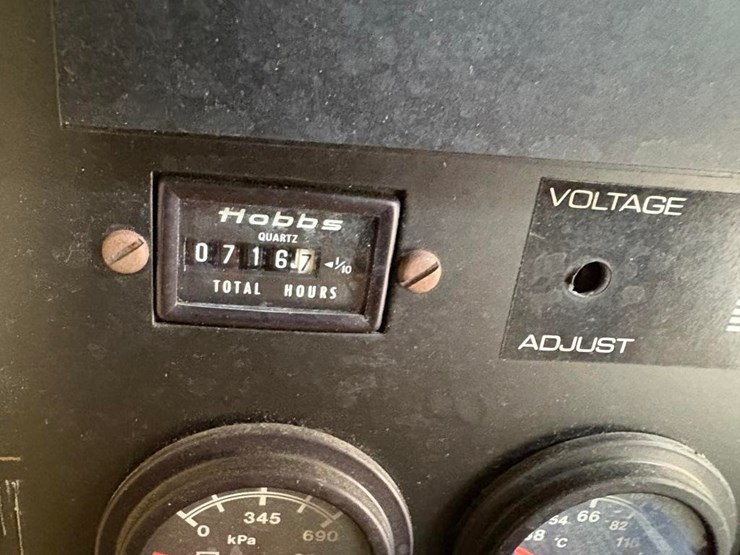 Hobbs
QUARTZ
0 7 1 6 7 ◄1/10
TOTAL HOURS
VOLTAGE
ADJUST
0 345 690
kPa
54 66 82
°C 116